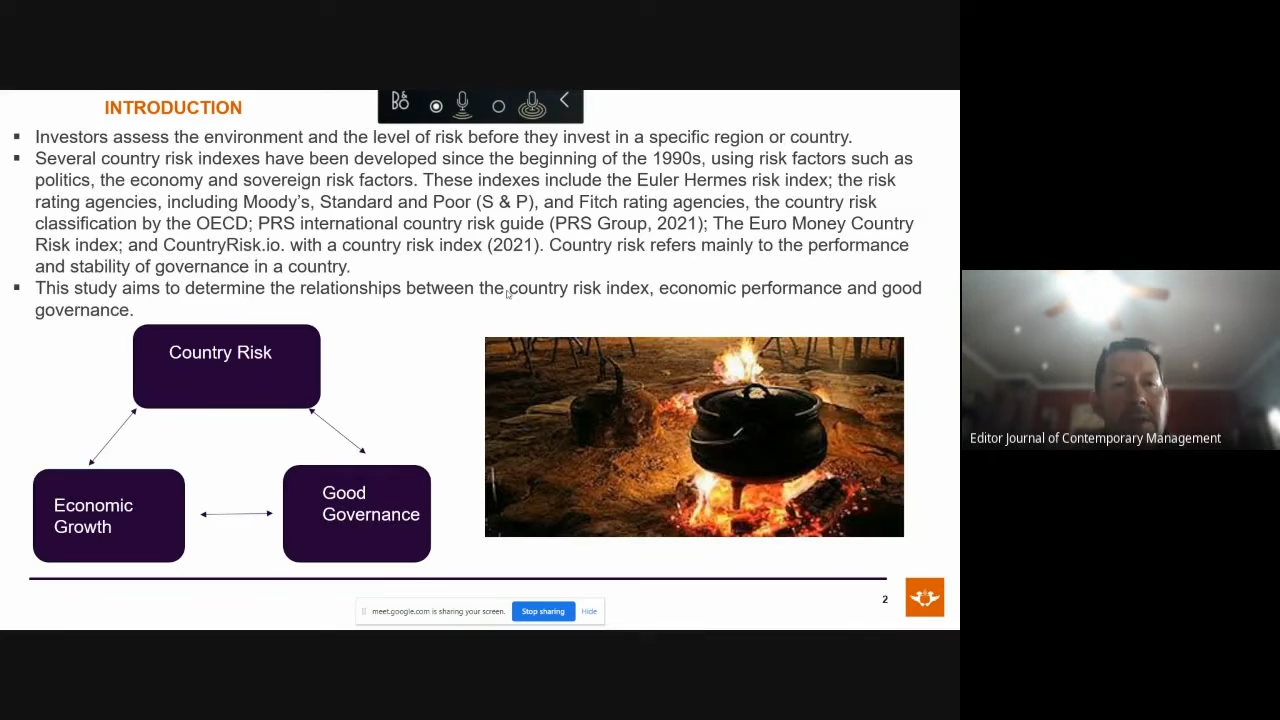 INTRODUCTION
Investors assess the environment and the level of risk before they invest in a specific region or country.
Several country risk indexes have been developed since the beginning of the 1990s, using risk factors such as
politics, the economy and sovereign risk factors. These indexes include the Euler Hermes risk index; the risk
rating agencies, including Moody’s, Standard and Poor (S & P), and Fitch rating agencies, the country risk
classification by the OECD; PRS international country risk guide (PRS Group, 2021); The Euro Money Country
Risk index; and CountryRisk.io. with a country risk index (2021). Country risk refers mainly to the performance
and stability of governance in a country.
This study aims to determine the relationships between the country risk index, economic performance and good
governance.
Country Risk
Economic
Growth
Good
Governance
2
meet.google.com is sharing your screen.
Stop sharing
Hide
Editor Journal of Contemporary Management